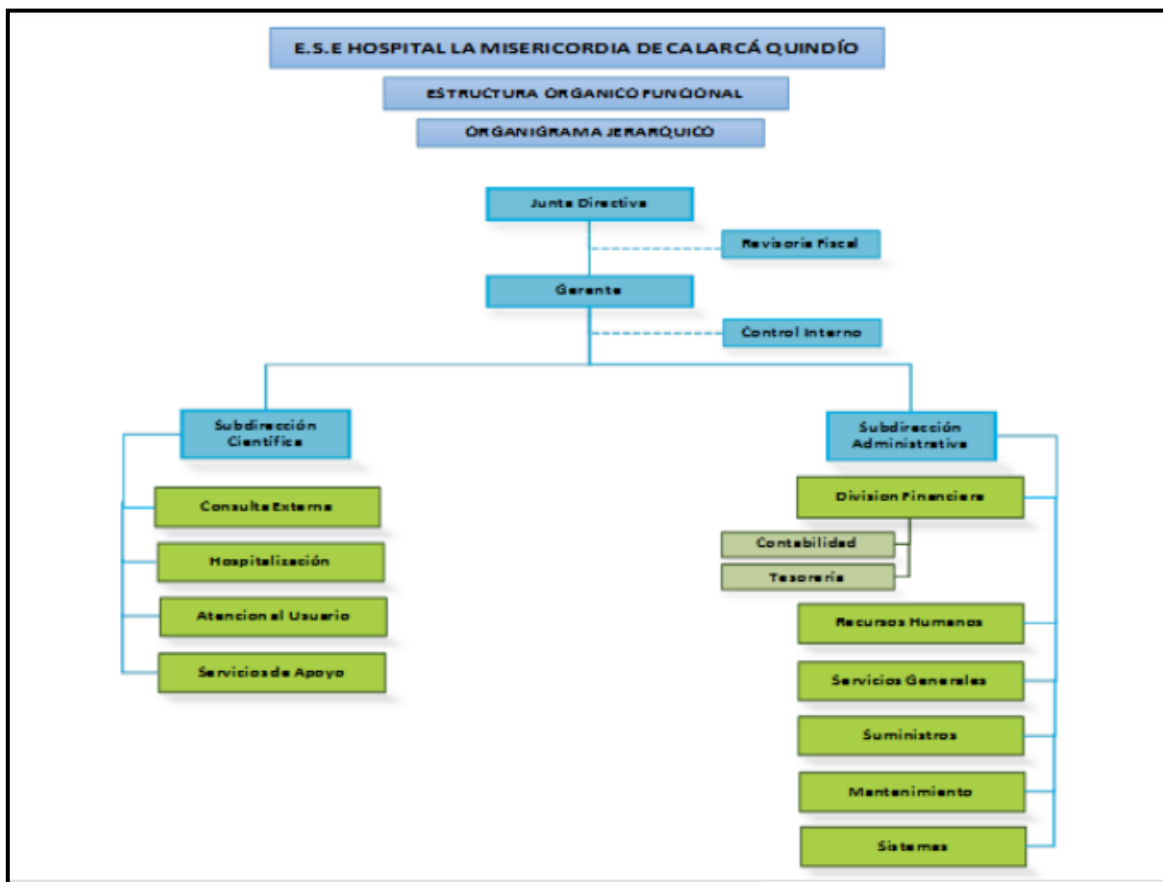 E.S.E HOSPITAL LA MISERICORDIA DE CALARCÁ QUINDÍO
ESTRUCTURA ORGANICO FUNCIONAL
ORGANIGRAMA JERARQUICO
Junta Directiva
Revisoria Fiscal
Gerente
Control Interno
Subdirección
Científica
Consulta Externa
Hospitalización
Atencion al Usuario
Servicios de Apoyo
Subdirección
Administrativa
Division Financiera
Contabilidad
Tesorería
Recursos Humanos
Servicios Generales
Suministros
Mantenimiento
Sistemas